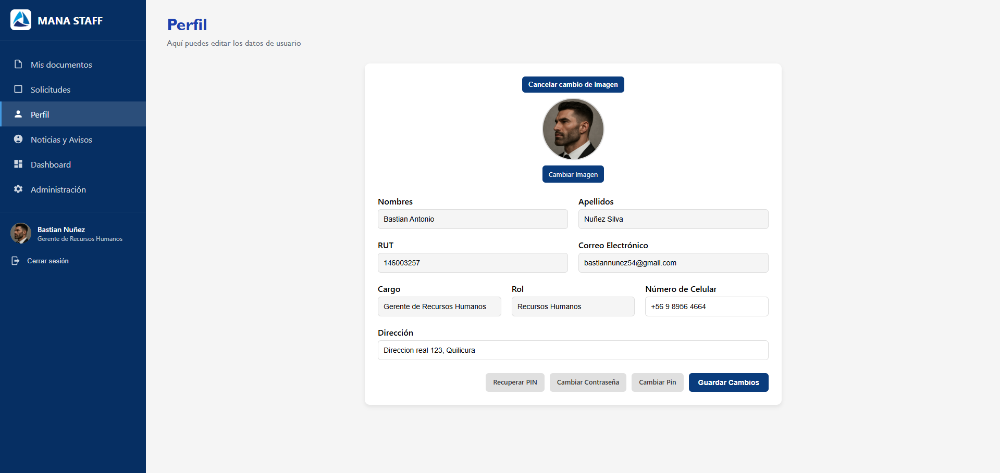 MANA STAFF
Mis documentos
Solicitudes
Perfil
Noticias y Avisos
Dashboard
Administración
Bastian Nuñez
Gerente de Recursos Humanos
Cerrar sesión
Perfil
Aquí puedes editar los datos de usuario
Cancelar cambio de imagen
Cambiar Imagen
Nombres Apellidos
Bastian Antonio Nuñez Silva
RUT Correo Electrónico
146003257 bastiannunez54@gmail.com
Cargo Rol Número de Celular
Gerente de Recursos Humanos Recursos Humanos +56 9 8956 4664
Dirección
Direccion real 123, Quilicura
Recuperar PIN Cambiar Contraseña Cambiar Pin Guardar Cambios